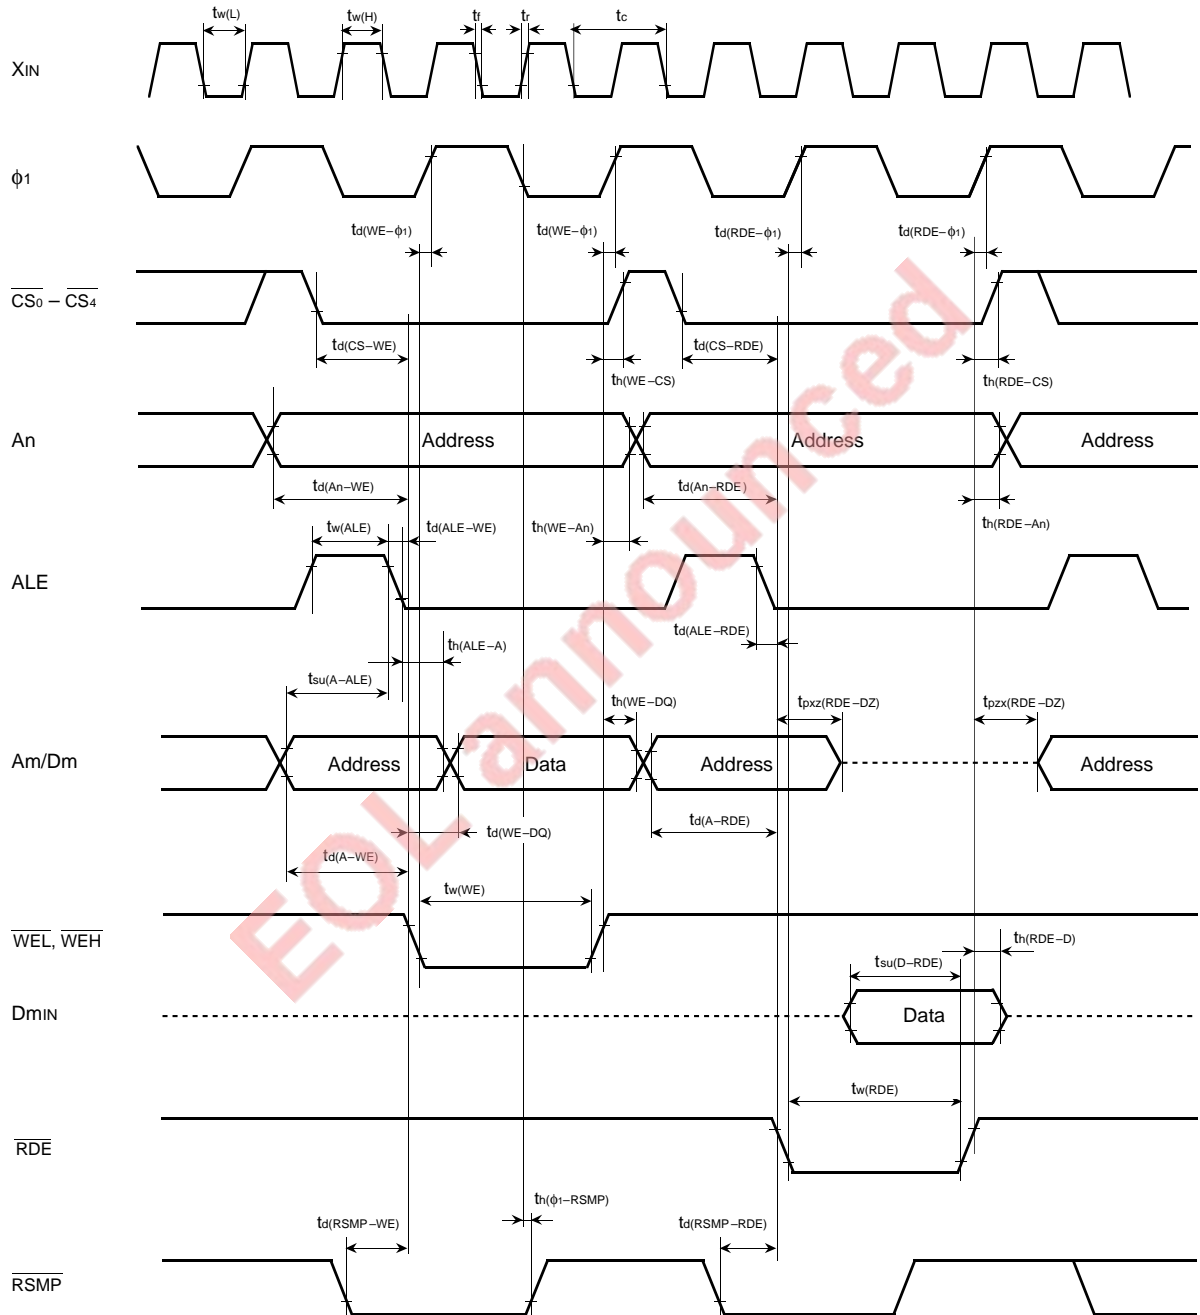 tw(L) tw(H) tf tr tc
XIN
ϕ1
td(WE–ϕ1) td(WE–ϕ1) td(RDE–ϕ1) td(RDE–ϕ1)
CS0 – CS4
td(CS–WE) th(WE–CS) td(CS–RDE) th(RDE–CS)
An Address Address Address
td(An–WE) td(An–RDE)
tw(ALE) td(ALE–WE) th(WE–An) th(RDE–An)
ALE
th(ALE–A) td(ALE–RDE)
tsu(A–ALE) th(WE–DQ) tpxz(RDE–DZ) tpzx(RDE–DZ)
Am/Dm Address Data Address Address
td(A–WE) td(WE–DQ) td(A–RDE)
tw(WE)
WEL, WEH
tsu(D–RDE) th(RDE–D)
DmIN Data
tw(RDE)
RDE
th(ϕ1–RSMP)
td(RSMP–WE) td(RSMP–RDE)
RSMP
EOL announced